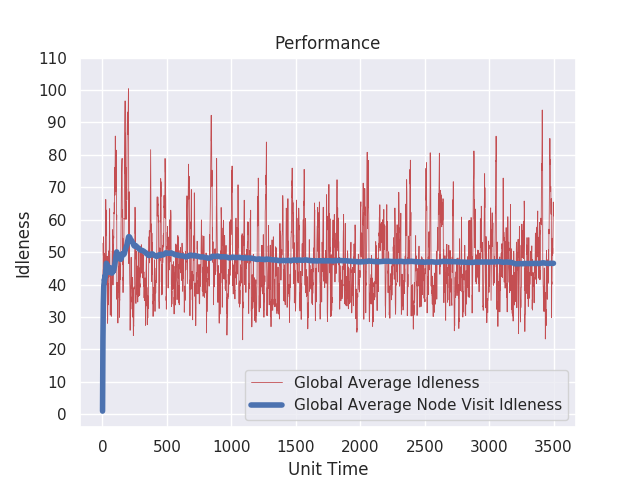 Performance
110
100
90
80
70
60
50
40
30
20
10
0
Idleness
Global Average Idleness
Global Average Node Visit Idleness
0 500 1000 1500 2000 2500 3000 3500
Unit Time